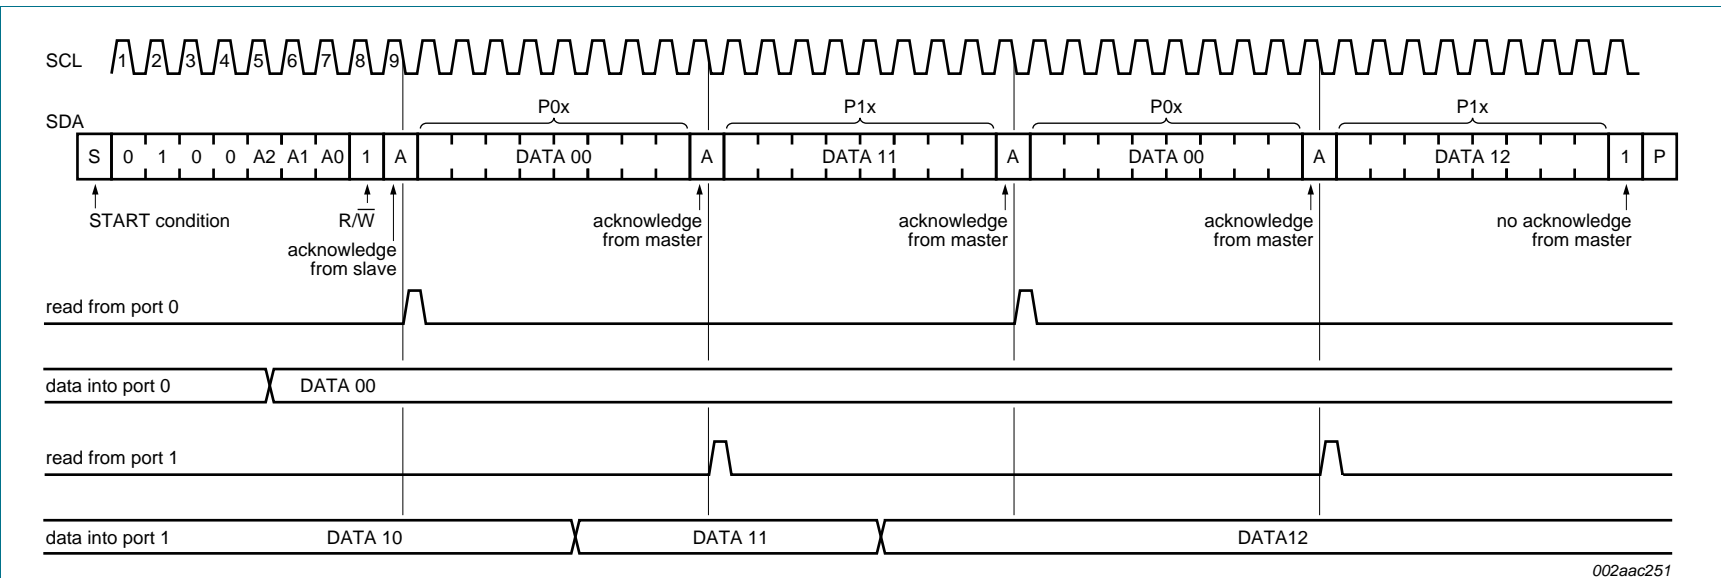 SCL 1 2 3 4 5 6 7 8 9
P0x P1x P0x P1x
SDA
S 0 1 0 0 A2 A1 A0 1 A DATA 00 A DATA 11 A DATA 00 A DATA 12 1 P
START condition
R/W̅
acknowledge
from slave
acknowledge
from master
acknowledge
from master
acknowledge
from master
no acknowledge
from master
read from port 0
data into port 0 DATA 00
read from port 1
data into port 1 DATA 10 DATA 11 DATA12
002aac251